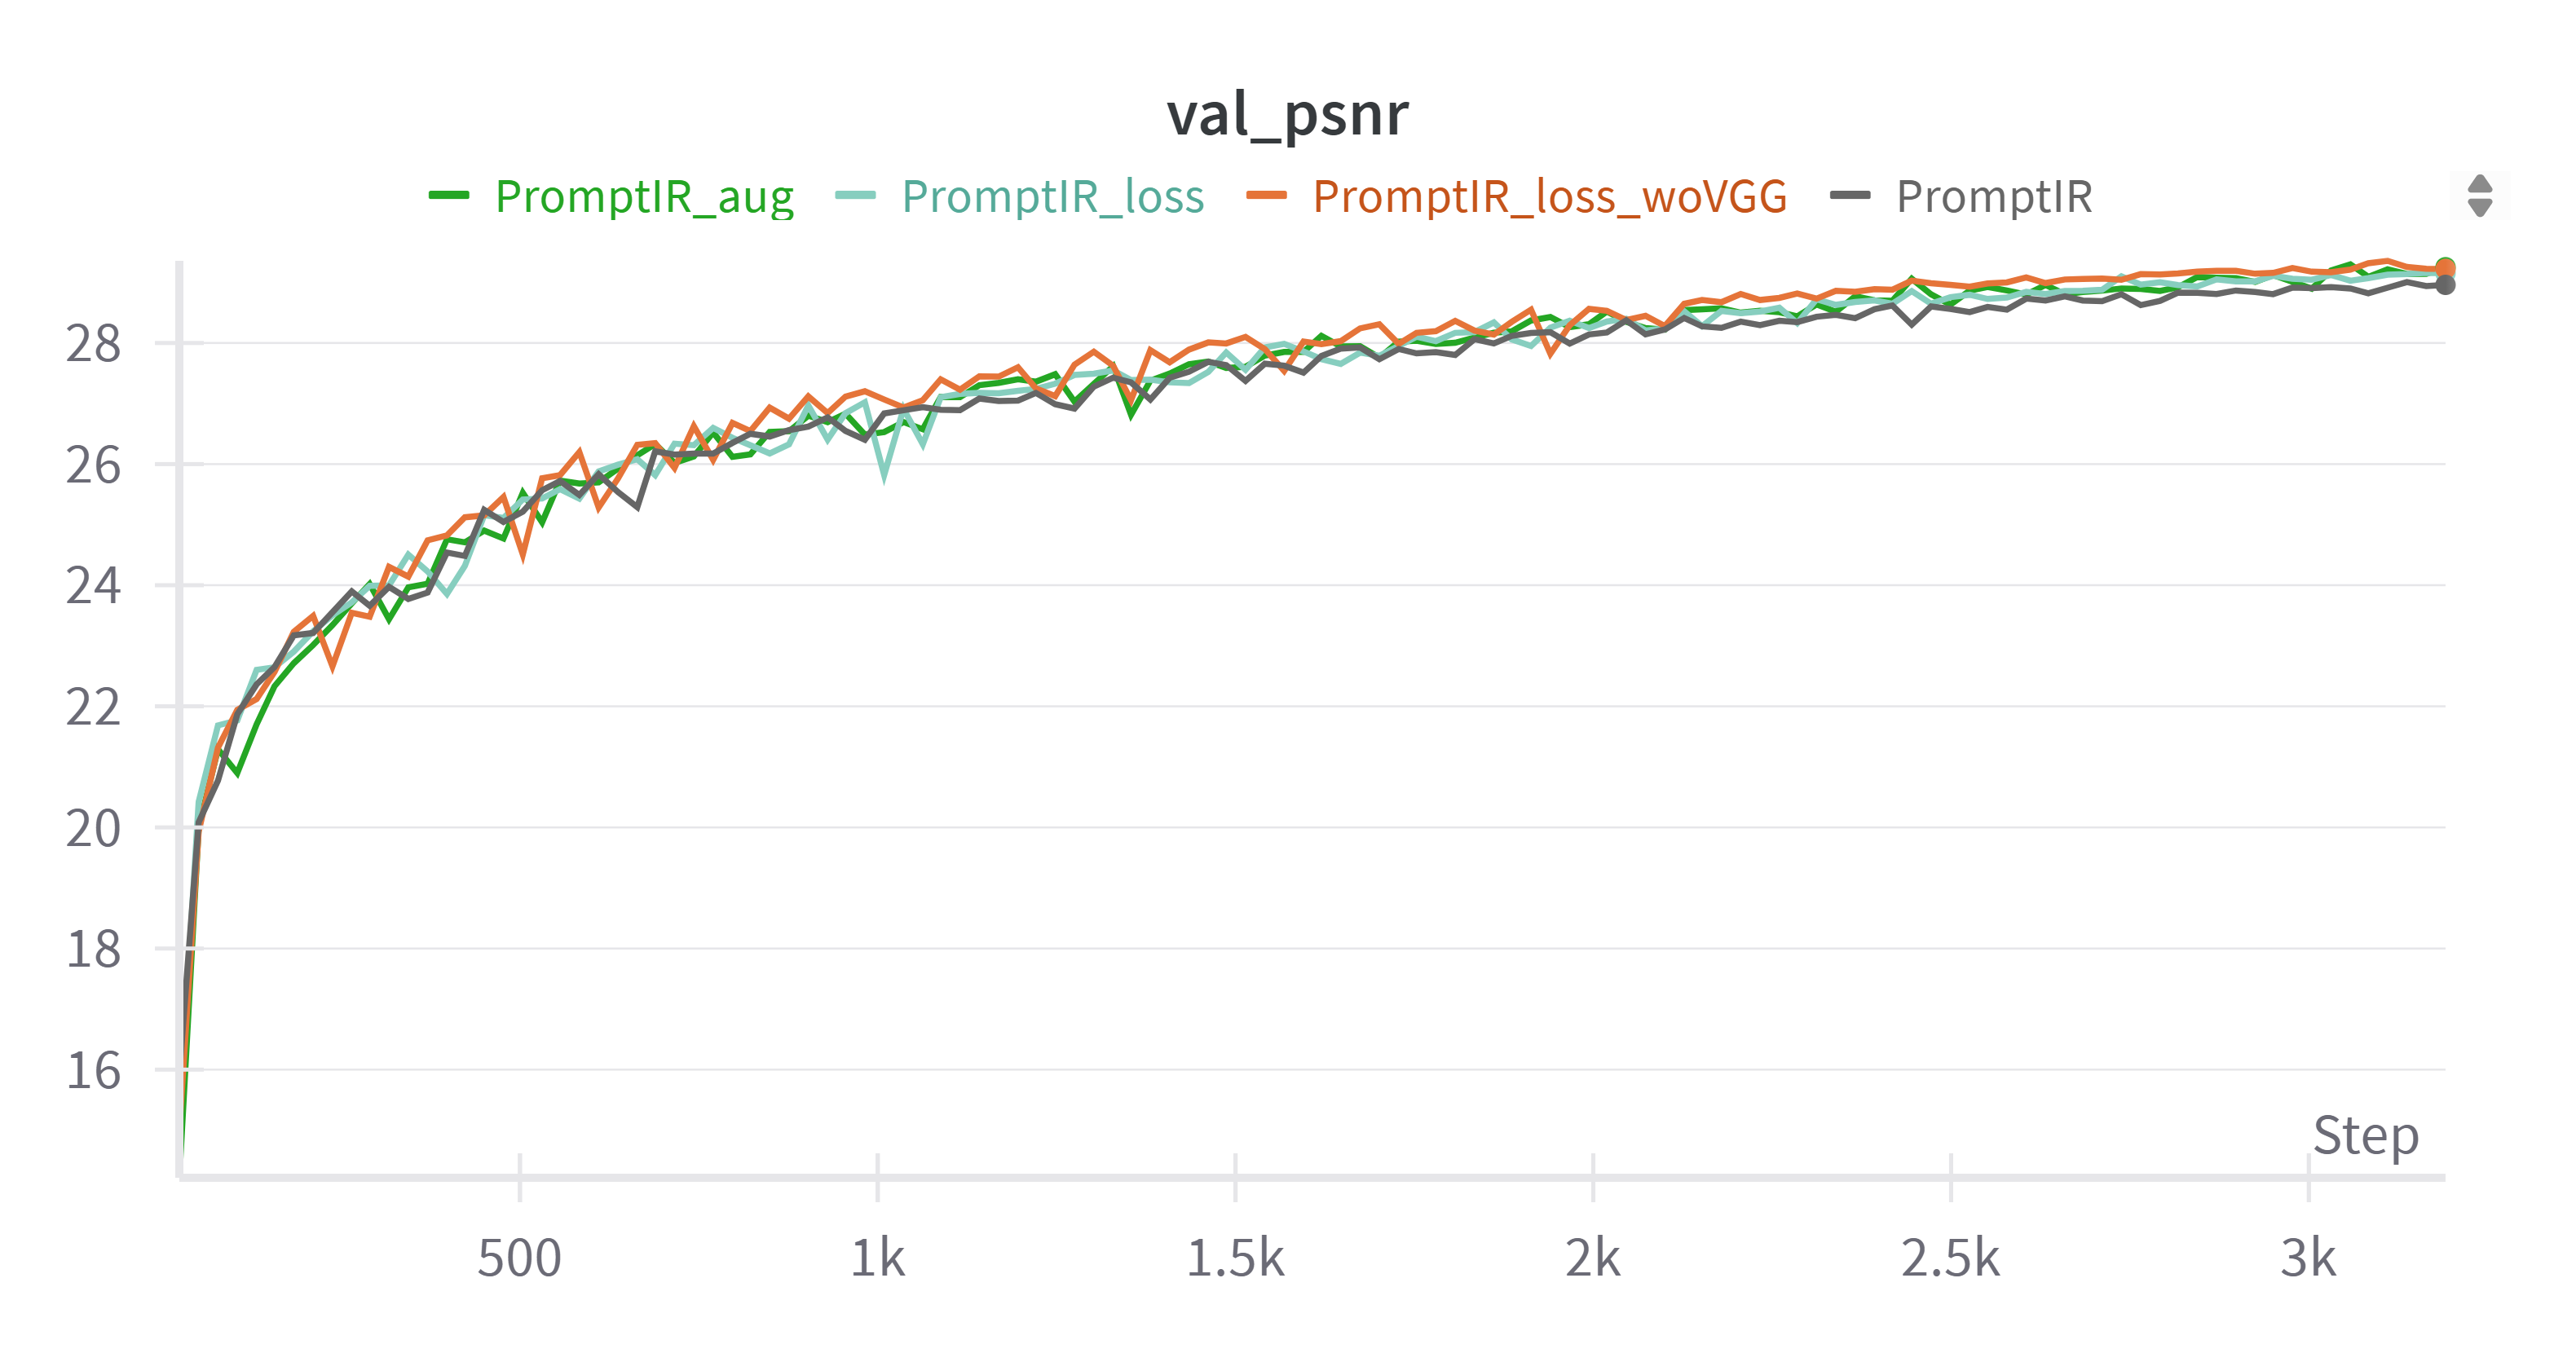 val_psnr
PromptIR_aug PromptIR_loss PromptIR_loss_woVGG PromptIR
28
26
24
22
20
18
16
Step
500 1k 1.5k 2k 2.5k 3k